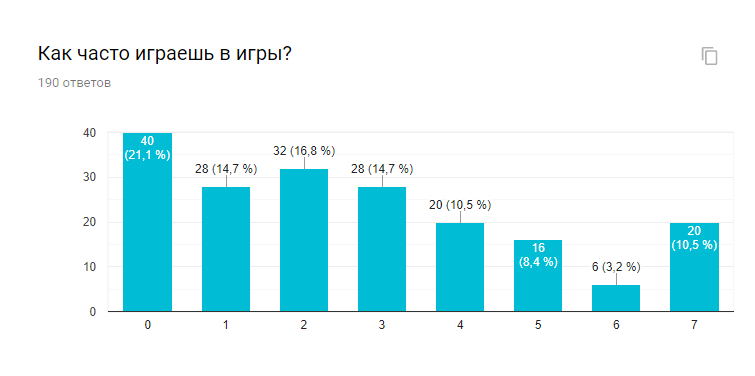 Как часто играешь в игры?
190 ответов
40
30
20
10
0
40
(21,1 %)
28 (14,7 %)
32 (16,8 %)
28 (14,7 %)
20 (10,5 %)
16
(8,4 %)
6 (3,2 %)
20
(10,5 %)
0 1 2 3 4 5 6 7